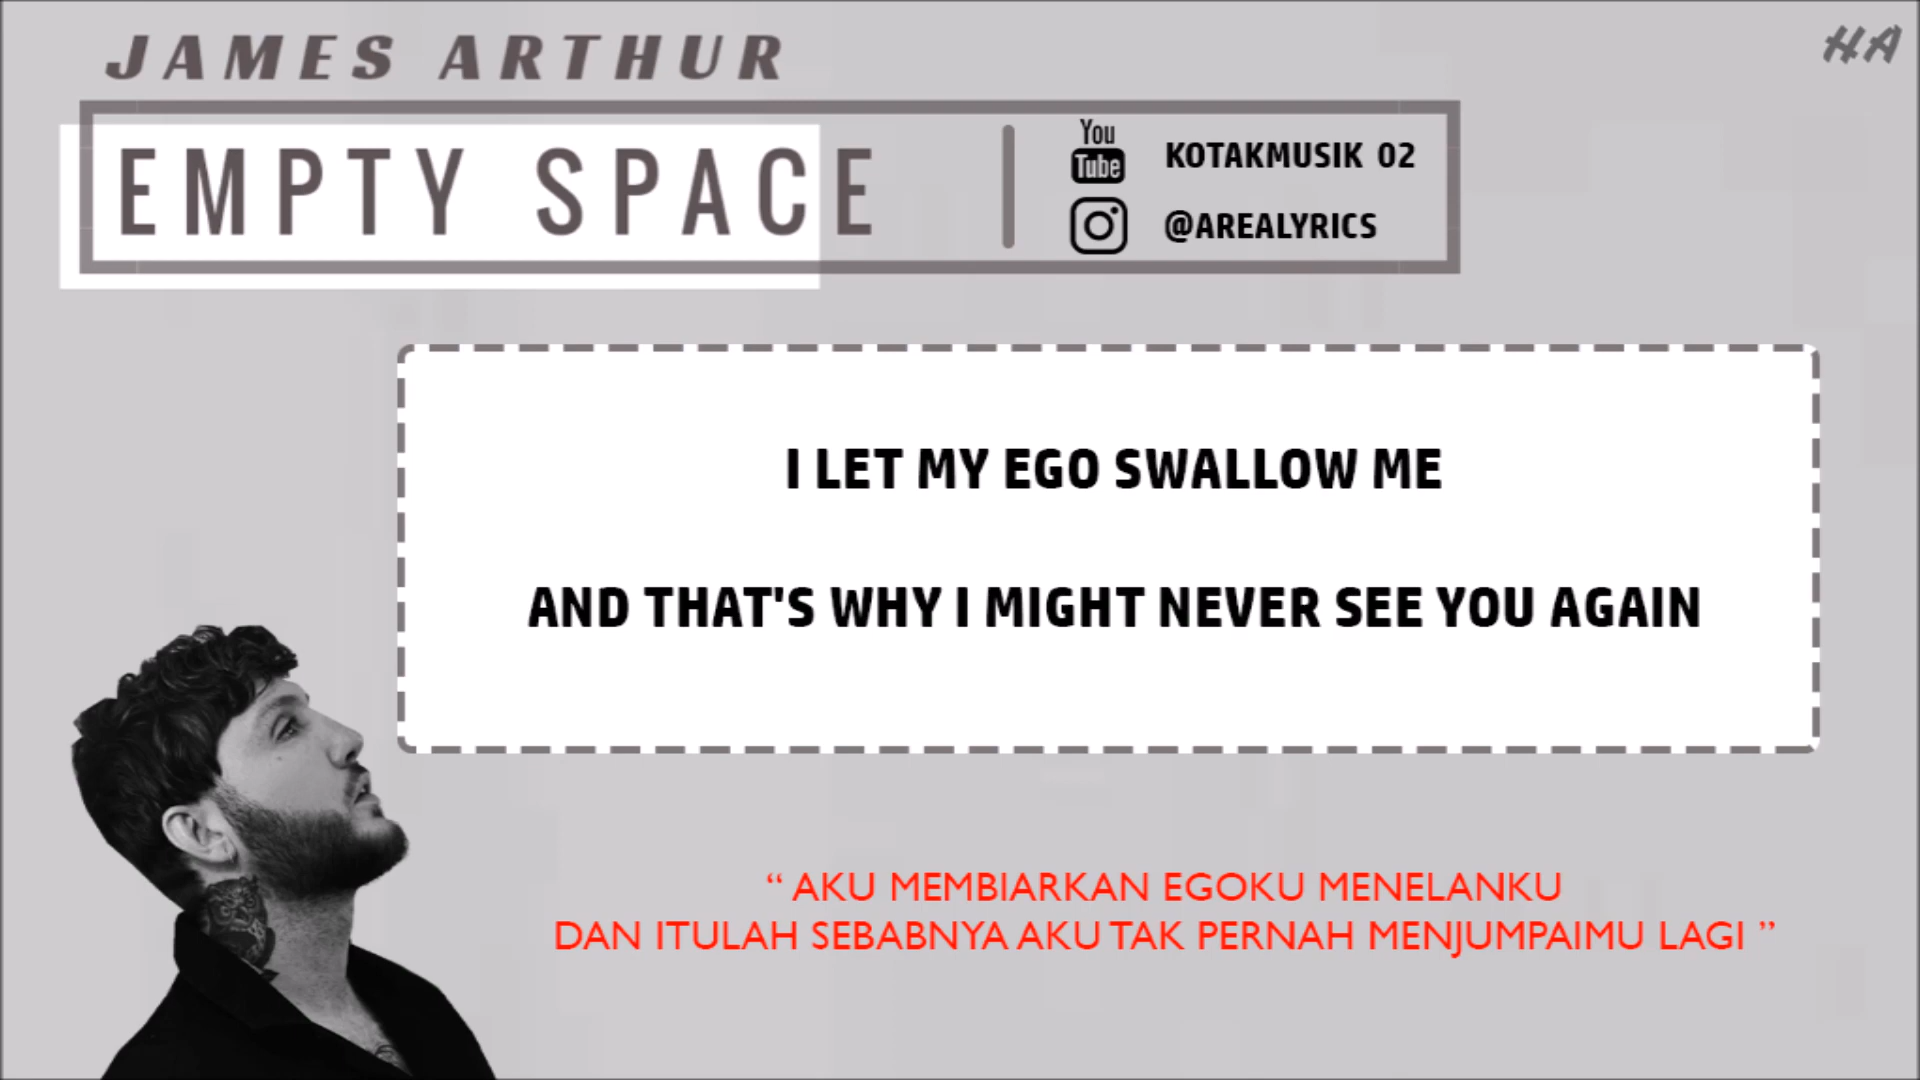 JAMES ARTHUR
HA
EMPTY SPACE
You
Tube
KOTAKMUSIK 02
@AREALYRICS
I LET MY EGO SWALLOW ME
AND THAT'S WHY I MIGHT NEVER SEE YOU AGAIN
“ AKU MEMBIARKAN EGOKU MENELANKU
DAN ITULAH SEBABNYA AKU TAK PERNAH MENJUMPAIMU LAGI ”